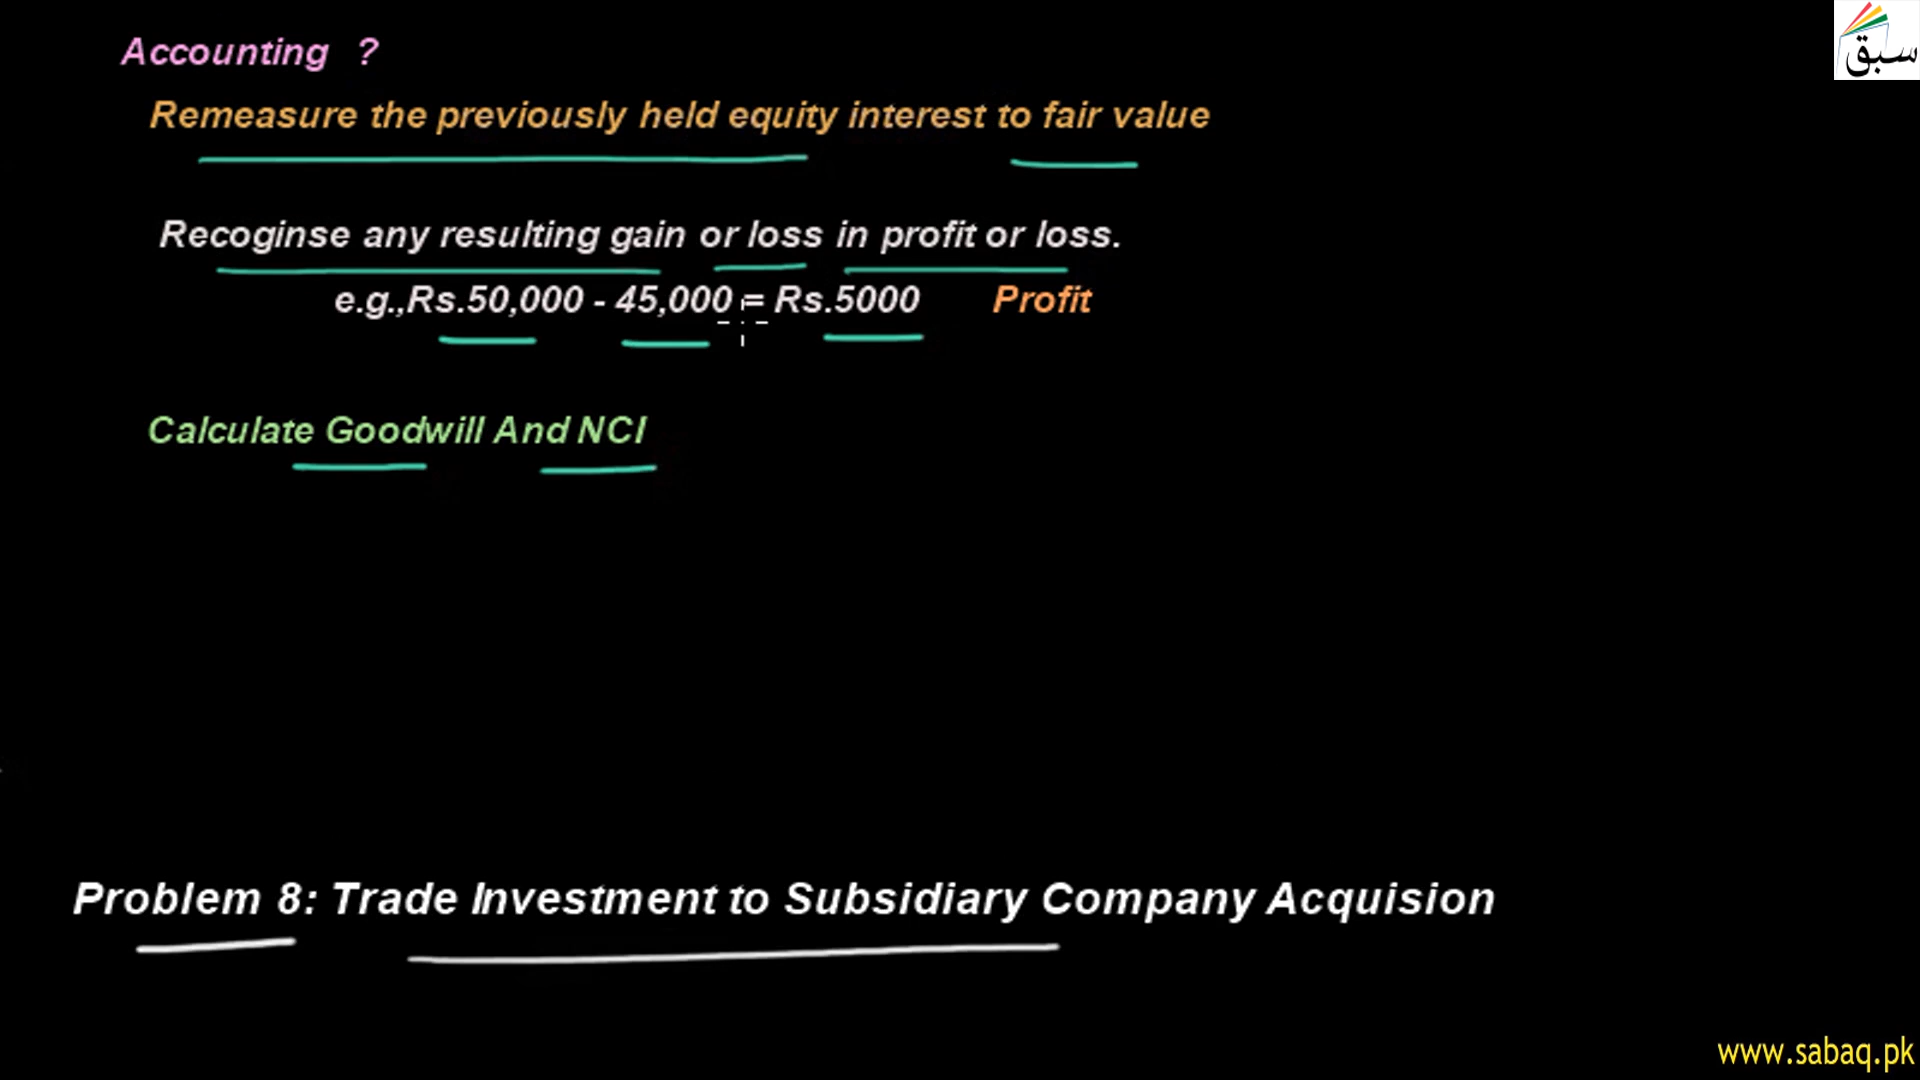 سبق
Accounting ?
Remeasure the previously held equity interest to fair value
Recoginse any resulting gain or loss in profit or loss.
e.g.,Rs.50,000 - 45,000 = Rs.5000 Profit
Calculate Goodwill And NCI
Problem 8: Trade Investment to Subsidiary Company Acquision
www.sabaq.pk